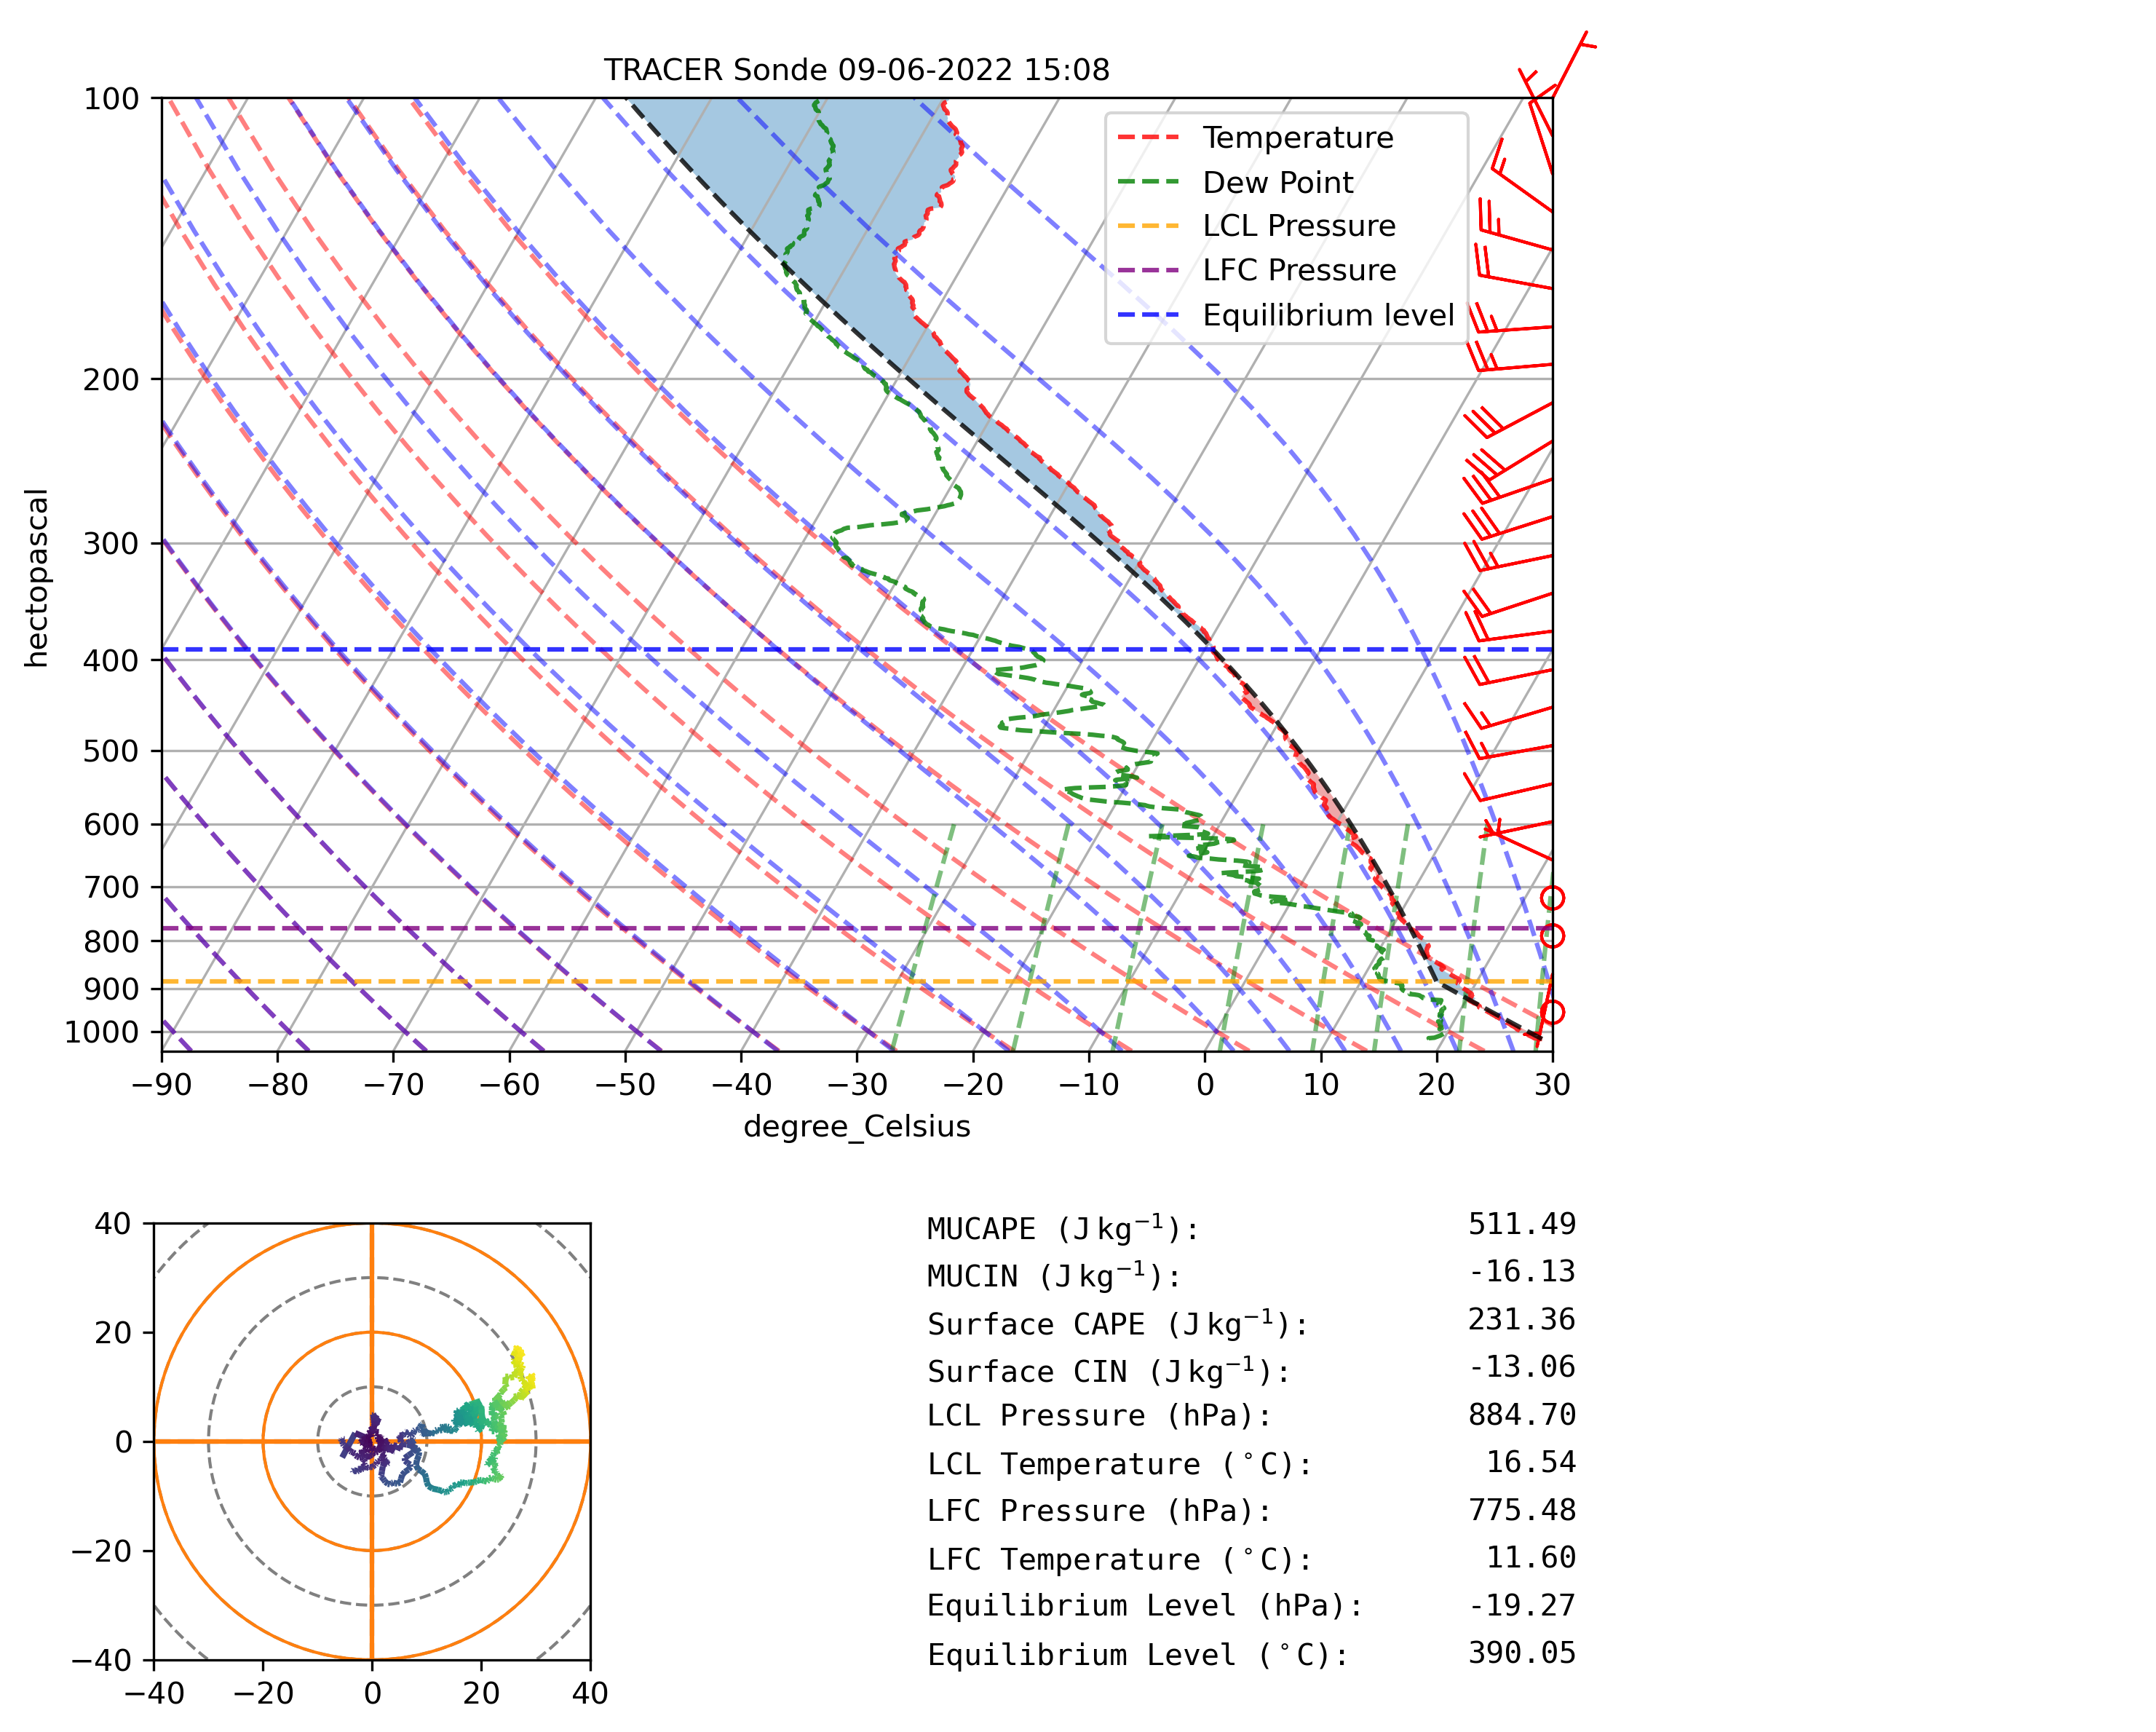 TRACER Sonde 09-06-2022 15:08
100
200
300
400
500
600
700
800
900
1000
hectopascal
Temperature
Dew Point
LCL Pressure
LFC Pressure
Equilibrium level
−90 −80 −70 −60 −50 −40 −30 −20 −10 0 10 20 30
degree_Celsius
40
20
0
−20
−40
−40 −20 0 20 40
MUCAPE (J kg⁻¹): 511.49
MUCIN (J kg⁻¹): -16.13
Surface CAPE (J kg⁻¹): 231.36
Surface CIN (J kg⁻¹): -13.06
LCL Pressure (hPa): 884.70
LCL Temperature (°C): 16.54
LFC Pressure (hPa): 775.48
LFC Temperature (°C): 11.60
Equilibrium Level (hPa): -19.27
Equilibrium Level (°C): 390.05